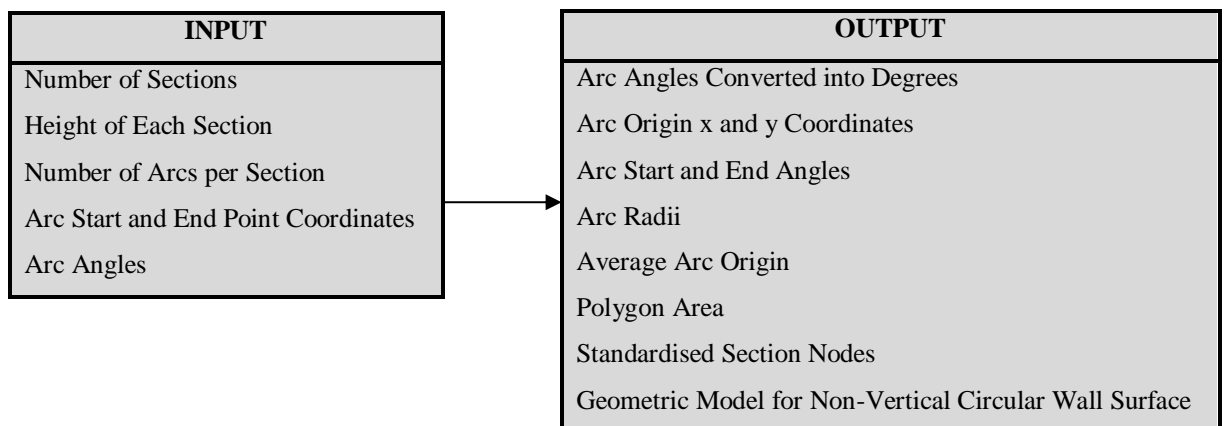 INPUT
Number of Sections
Height of Each Section
Number of Arcs per Section
Arc Start and End Point Coordinates
Arc Angles
OUTPUT
Arc Angles Converted into Degrees
Arc Origin x and y Coordinates
Arc Start and End Angles
Arc Radii
Average Arc Origin
Polygon Area
Standardised Section Nodes
Geometric Model for Non-Vertical Circular Wall Surface